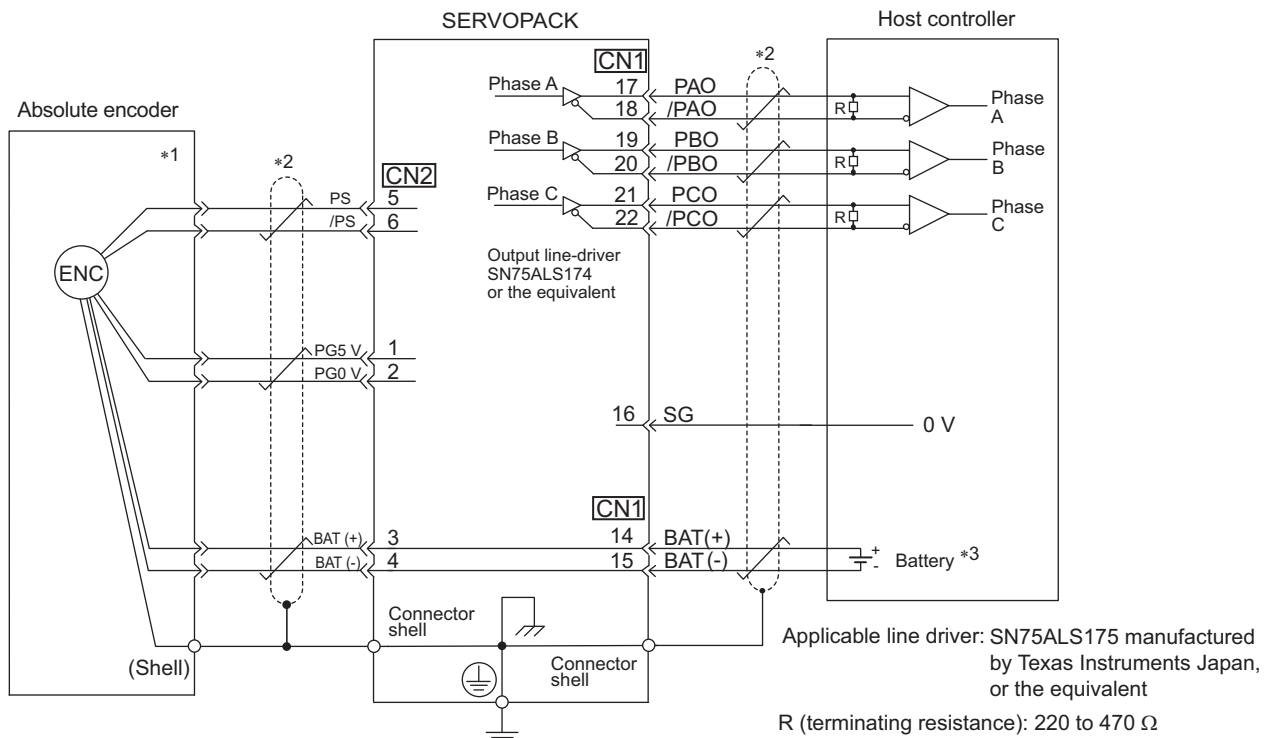 SERVOPACK
Host controller
Absolute encoder
*1
*2
CN2
PS
5
/PS
6
ENC
PG5 V
1
PG0 V
2
BAT (+)
3
BAT (-)
4
(Shell)
Connector
shell
CN1
Phase A
17
PAO
18
/PAO
Phase B
19
PBO
20
/PBO
Phase C
21
PCO
22
/PCO
Output line-driver
SN75ALS174
or the equivalent
16
SG
0 V
CN1
14
BAT(+)
15
BAT(-)
Connector
shell
*2
R
Phase
A
R
Phase
B
R
Phase
C
+
-
Battery *3
Applicable line driver: SN75ALS175 manufactured
by Texas Instruments Japan,
or the equivalent
R (terminating resistance): 220 to 470 Ω